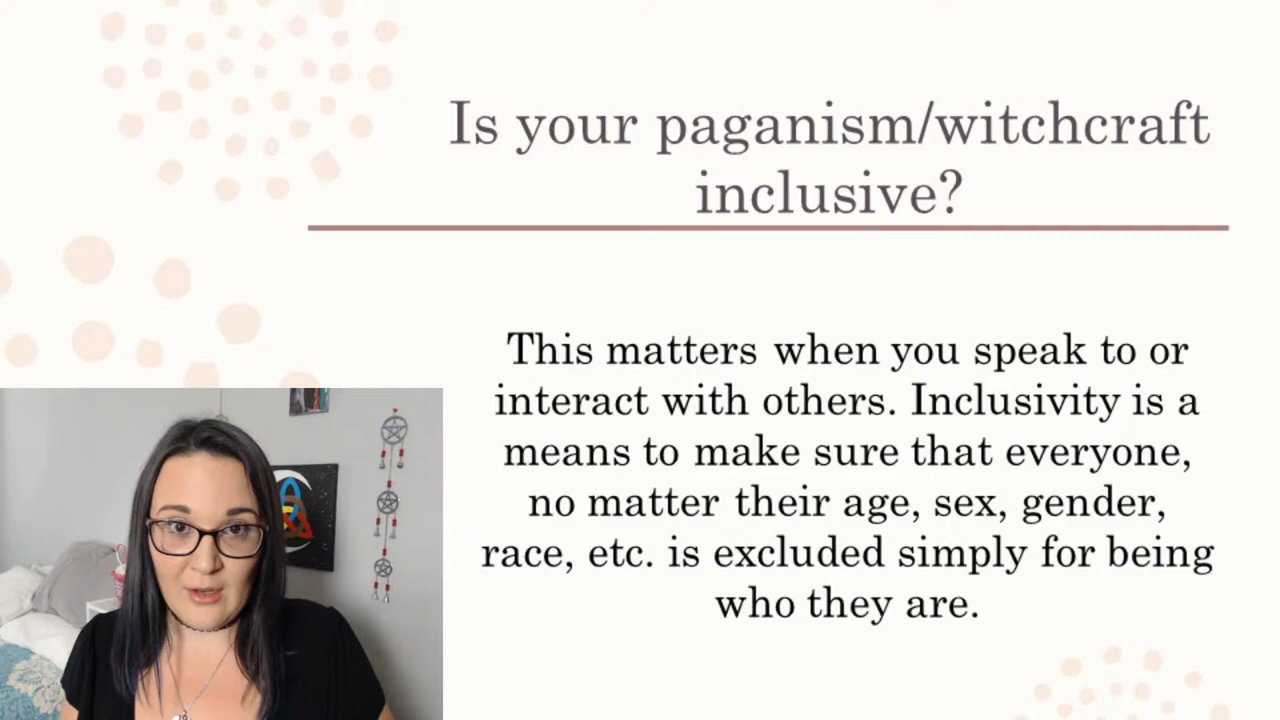 Is your paganism/witchcraft
inclusive?
This matters when you speak to or
interact with others. Inclusivity is a
means to make sure that everyone,
no matter their age, sex, gender,
race, etc. is excluded simply for being
who they are.